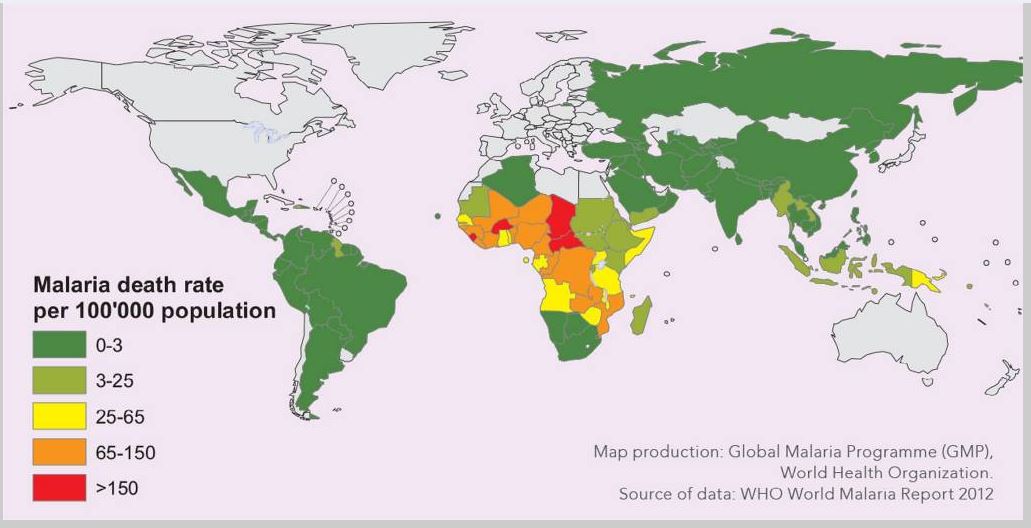 Malaria death rate
per 100'000 population
0-3
3-25
25-65
65-150
>150
Map production: Global Malaria Programme (GMP),
World Health Organization.
Source of data: WHO World Malaria Report 2012